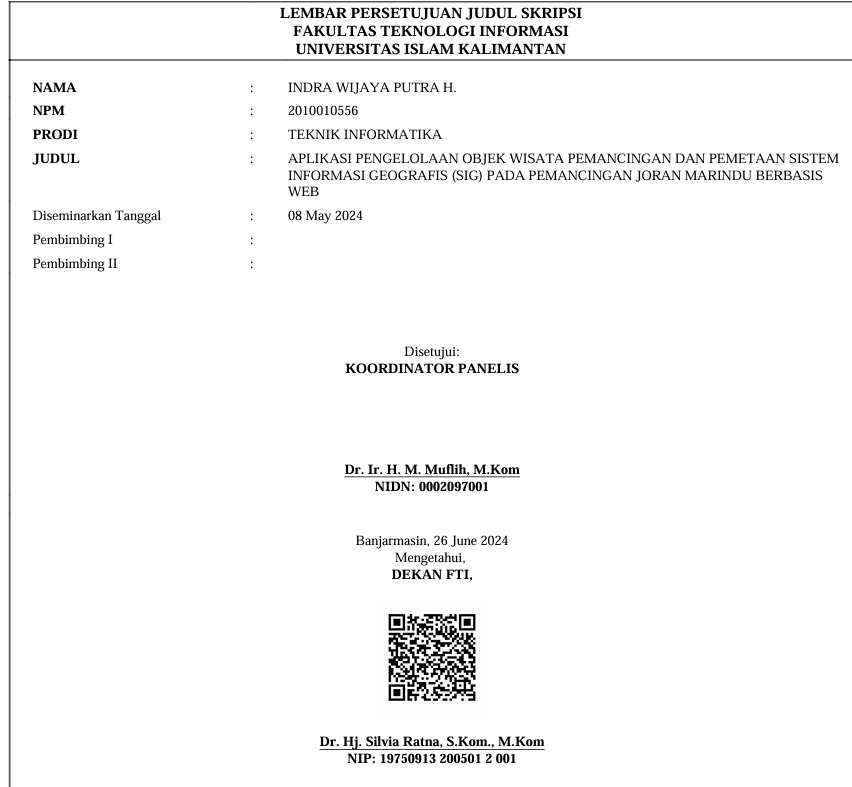 LEMBAR PERSETUJUAN JUDUL SKRIPSI
FAKULTAS TEKNOLOGI INFORMASI
UNIVERSITAS ISLAM KALIMANTAN
NAMA : INDRA WIJAYA PUTRA H.
NPM : 2010010556
PRODI : TEKNIK INFORMATIKA
JUDUL : APLIKASI PENGELOLAAN OBJEK WISATA PEMANCINGAN DAN PEMETAAN SISTEM
INFORMASI GEOGRAFIS (SIG) PADA PEMANCINGAN JORAN MARINDU BERBASIS
WEB
Diseminarkan Tanggal : 08 May 2024
Pembimbing I :
Pembimbing II :
Disetujui:
KOORDINATOR PANELIS
Dr. Ir. H. M. Muflih, M.Kom
NIDN: 0002097001
Banjarmasin, 26 June 2024
Mengetahui,
DEKAN FTI,
Dr. Hj. Silvia Ratna, S.Kom., M.Kom
NIP: 19750913 200501 2 001